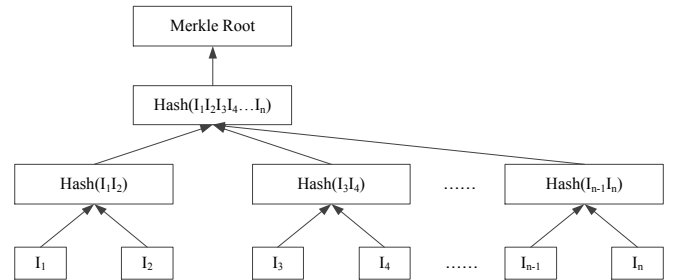 Merkle Root
Hash(I₁I₂I₃I₄…Iₙ)
Hash(I₁I₂) Hash(I₃I₄) …… Hash(Iₙ₋₁Iₙ)
I₁ I₂ I₃ I₄ …… Iₙ₋₁ Iₙ